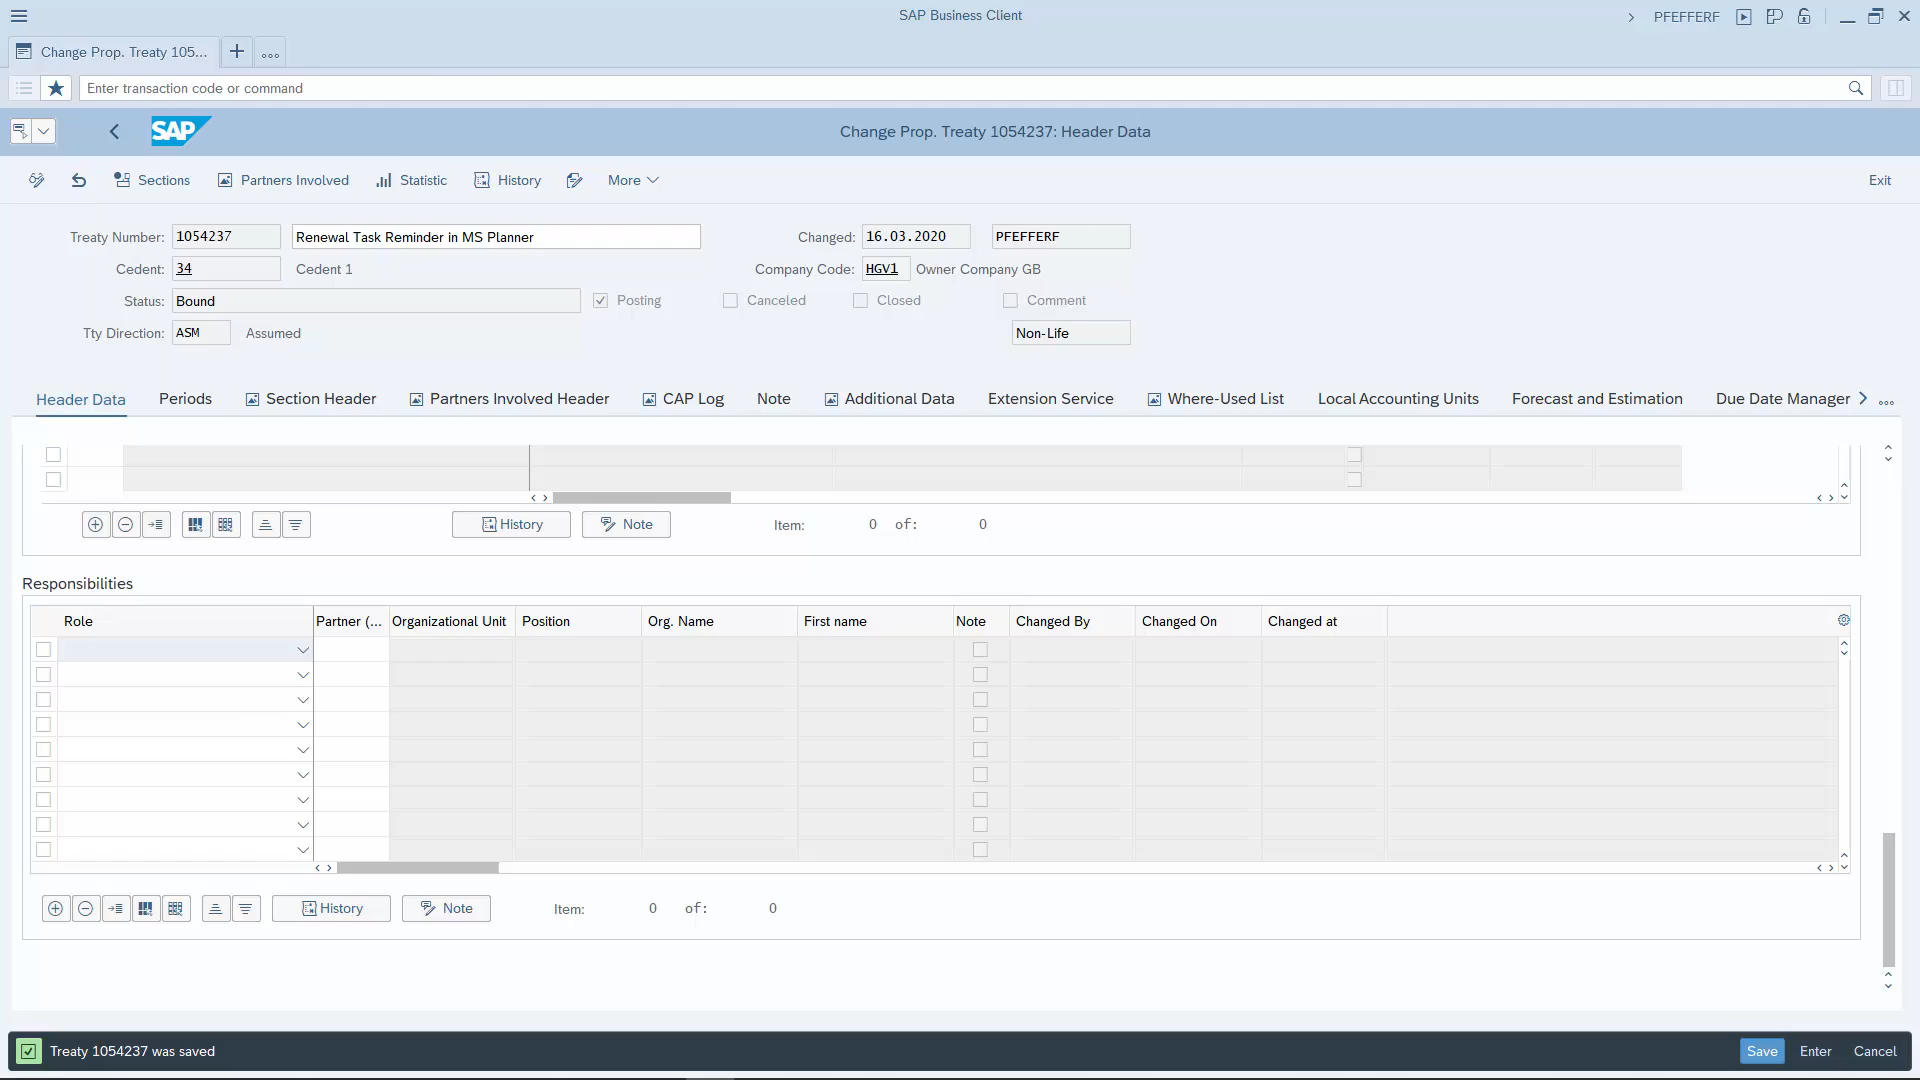 SAP Business Client
PFEFFERF
Change Prop. Treaty 105...
Enter transaction code or command
SAP
Change Prop. Treaty 1054237: Header Data
Sections Partners Involved Statistic History More Exit
Treaty Number: 1054237 Renewal Task Reminder in MS Planner Changed: 16.03.2020 PFEFFERF
Cedent: 34 Cedent 1 Company Code: HGV1 Owner Company GB
Status: Bound Posting Canceled Closed Comment
Tty Direction: ASM Assumed Non-Life
Header Data Periods Section Header Partners Involved Header CAP Log Note Additional Data Extension Service Where-Used List Local Accounting Units Forecast and Estimation Due Date Manager
History Note Item: 0 of: 0
Responsibilities
Role Partner (... Organizational Unit Position Org. Name First name Note Changed By Changed On Changed at
History Note Item: 0 of: 0
Treaty 1054237 was saved Save Enter Cancel